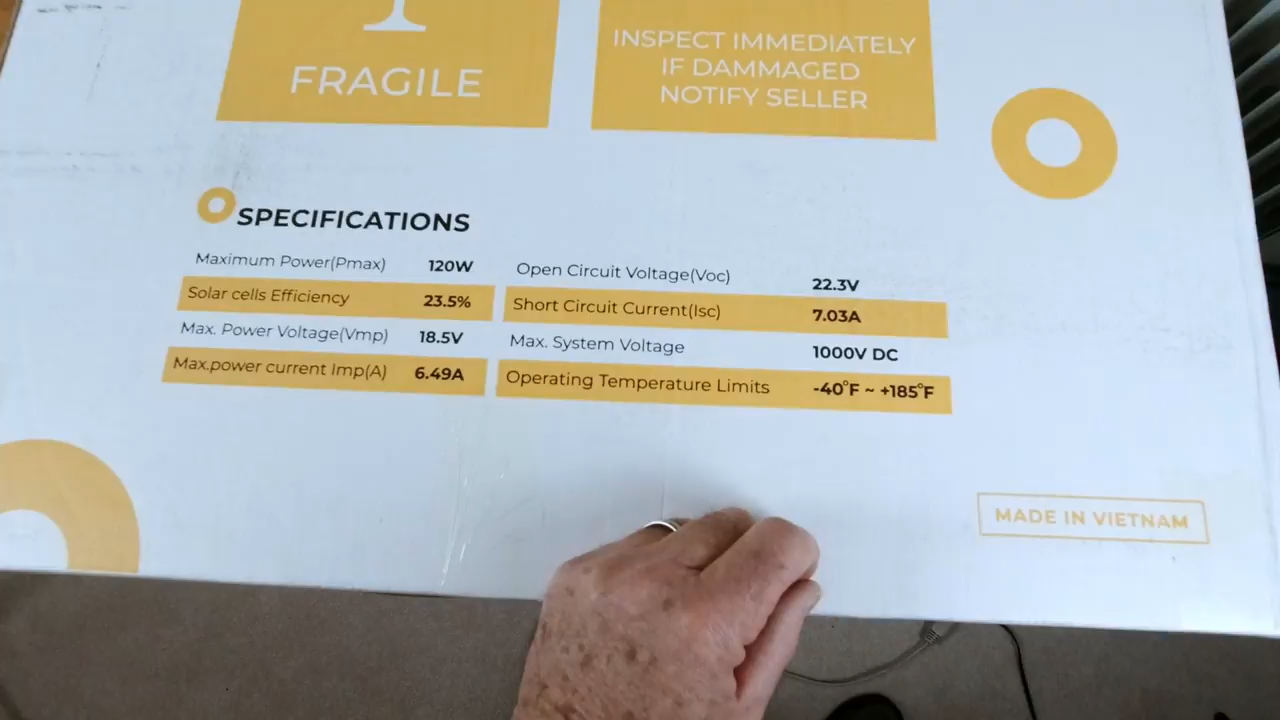 FRAGILE
INSPECT IMMEDIATELY
IF DAMMAGED
NOTIFY SELLER
SPECIFICATIONS
Maximum Power(Pmax) 120W
Solar cells Efficiency 23.5%
Max. Power Voltage(Vmp) 18.5V
Max.power current Imp(A) 6.49A
Open Circuit Voltage(Voc) 22.3V
Short Circuit Current(Isc) 7.03A
Max. System Voltage 1000V DC
Operating Temperature Limits -40°F ~ +185°F
MADE IN VIETNAM